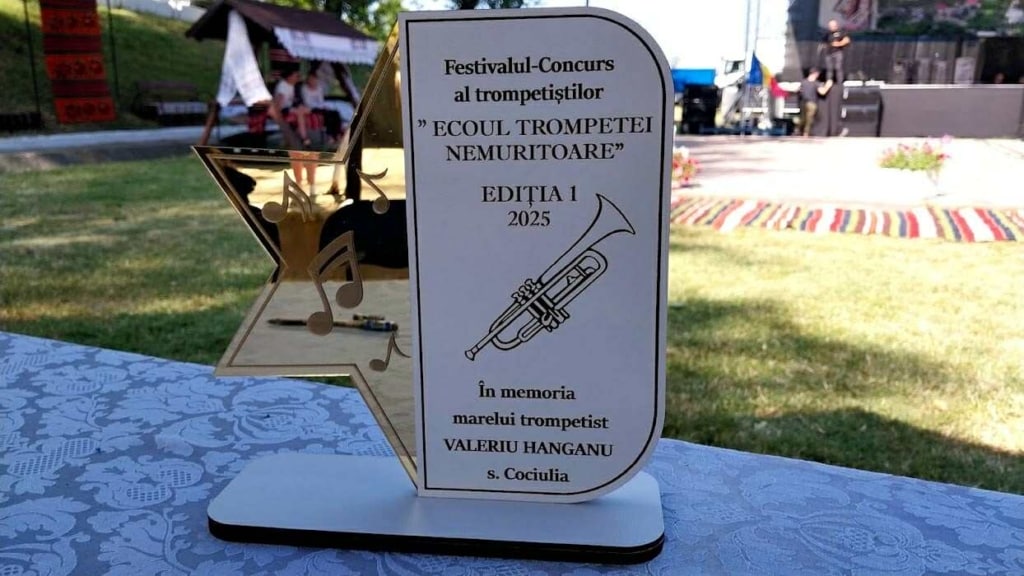 Festivalul-Concurs
al trompetiștilor
” ECOUL TROMPETEI
NEMURITOARE”
EDIȚIA 1
2025
În memoria
marelui trompetist
VALERIU HANGANU
s. Cociulia